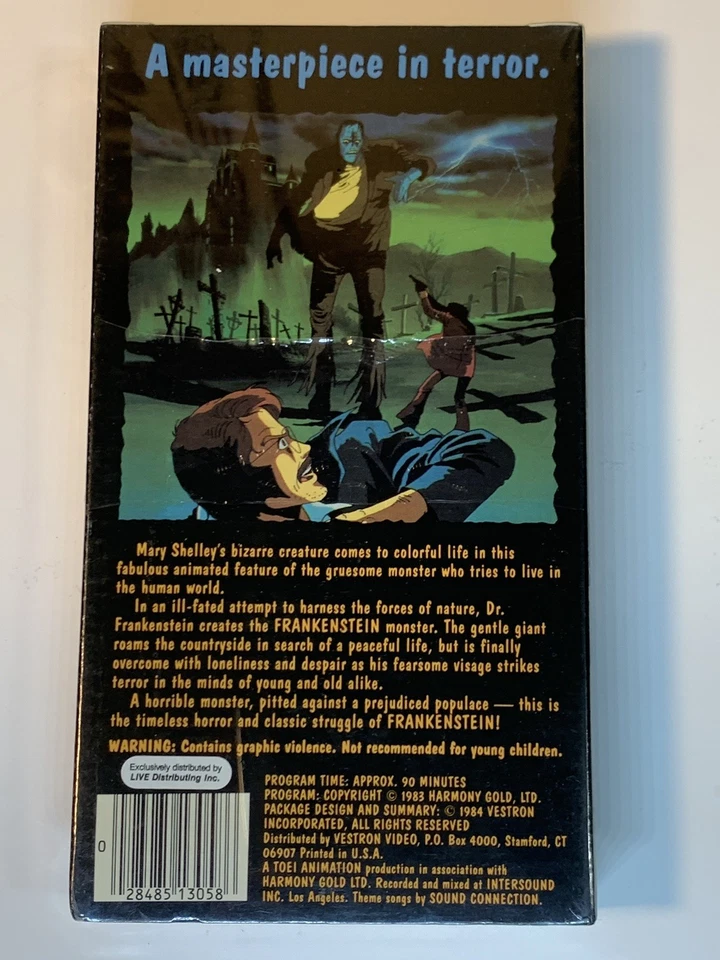 A masterpiece in terror.
Mary Shelley's bizarre creature comes to colorful life in this
fabulous animated feature of the gruesome monster who tries to live in
the human world.
In an ill-fated attempt to harness the forces of nature, Dr.
Frankenstein creates the FRANKENSTEIN monster. The gentle giant
roams the countryside in search of a peaceful life, but is finally
overcome with loneliness and despair as his fearsome visage strikes
terror in the minds of young and old alike.
A horrible monster, pitted against a prejudiced populace — this is
the timeless horror and classic struggle of FRANKENSTEIN!
WARNING: Contains graphic violence. Not recommended for young children.
Exclusively distributed by
LIVE Distributing Inc.
0
28485 13058
PROGRAM TIME: APPROX. 90 MINUTES
PROGRAM: COPYRIGHT © 1983 HARMONY GOLD, LTD.
PACKAGE DESIGN AND SUMMARY: © 1984 VESTRON
INCORPORATED, ALL RIGHTS RESERVED
Distributed by VESTRON VIDEO, P.O. Box 4000, Stamford, CT
06907 Printed in U.S.A.
A TOEI ANIMATION production in association with
HARMONY GOLD LTD. Recorded and mixed at INTERSOUND
INC. Los Angeles. Theme songs by SOUND CONNECTION.